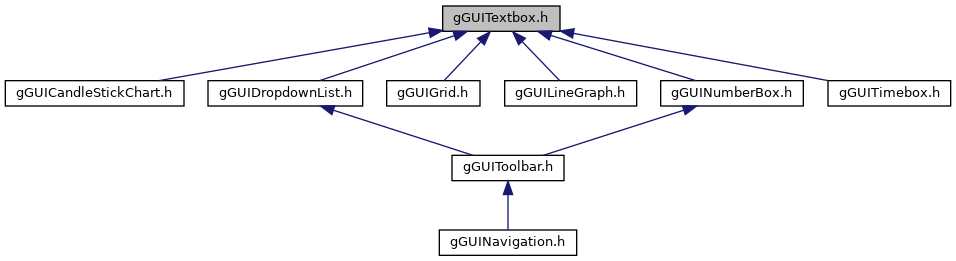 gGUITextbox.h
gGUICandleStickChart.h
gGUIDropdownList.h
gGUIGrid.h
gGUILineGraph.h
gGUINumberBox.h
gGUITimebox.h
gGUIToolbar.h
gGUINavigation.h